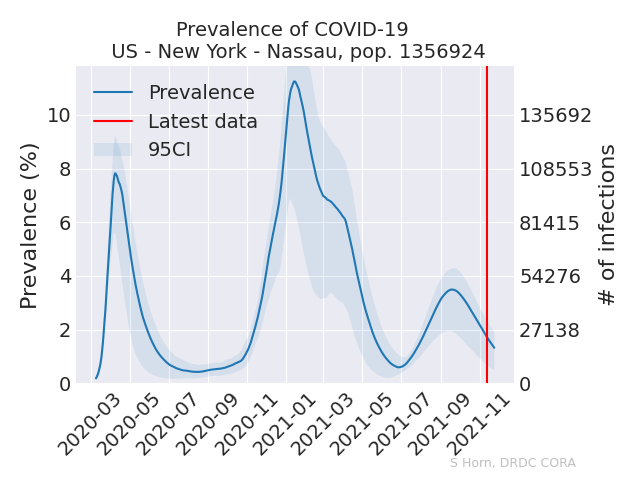 Prevalence of COVID-19
US - New York - Nassau, pop. 1356924
Prevalence
Latest data
95CI
Prevalence (%)
10
8
6
4
2
0
135692
108553
81415
54276
27138
0
# of infections
2020-03
2020-05
2020-07
2020-09
2020-11
2021-01
2021-03
2021-05
2021-07
2021-09
2021-11
S Horn, DRDC CORA